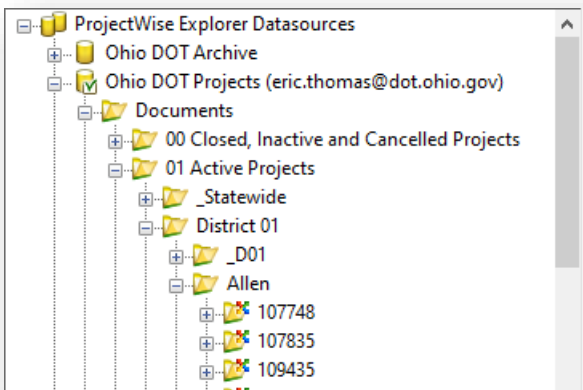 ProjectWise Explorer Datasources
Ohio DOT Archive
Ohio DOT Projects (eric.thomas@dot.ohio.gov)
Documents
00 Closed, Inactive and Cancelled Projects
01 Active Projects
_Statewide
District 01
_D01
Allen
107748
107835
109435